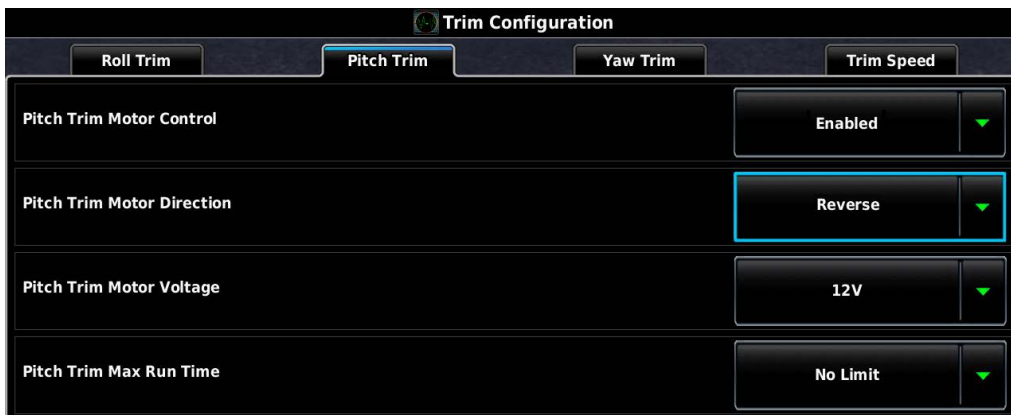 Trim Configuration
Roll Trim Pitch Trim Yaw Trim Trim Speed
Pitch Trim Motor Control Enabled
Pitch Trim Motor Direction Reverse
Pitch Trim Motor Voltage 12V
Pitch Trim Max Run Time No Limit